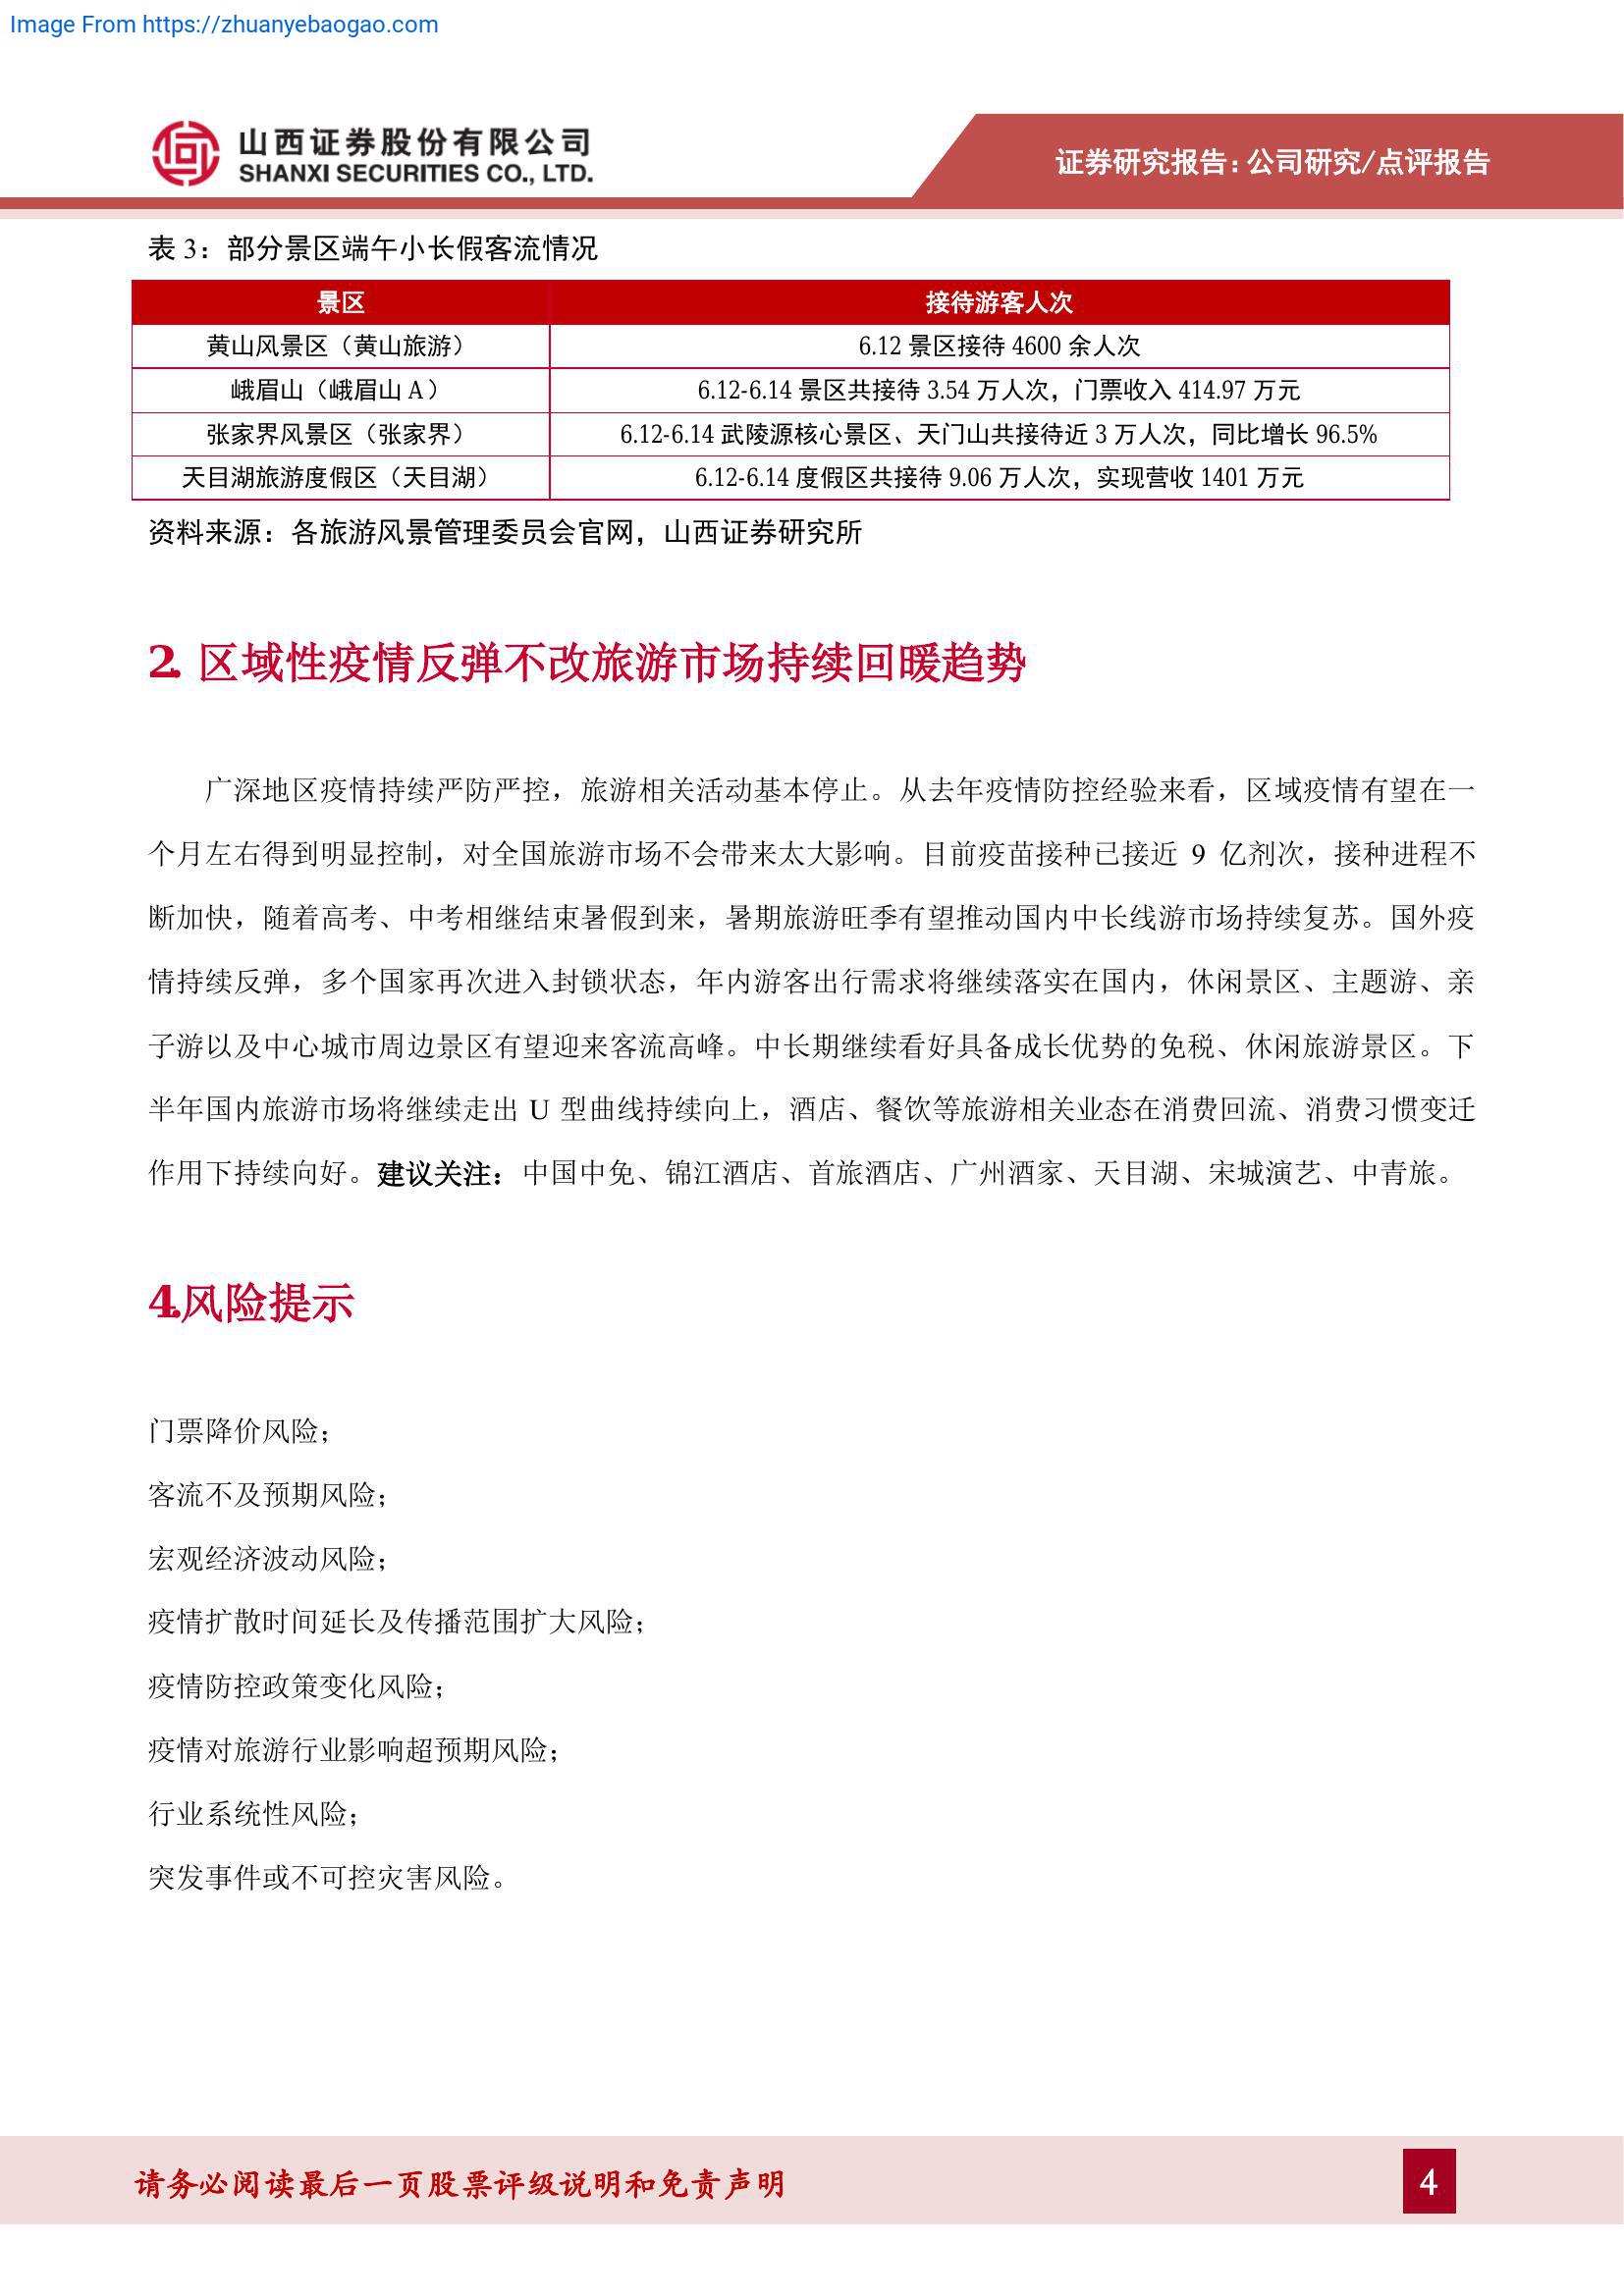 Image From https://zhuanyebaogao.com
山西证券股份有限公司
SHANXI SECURITIES CO., LTD.
证券研究报告：公司研究/点评报告
表 3：部分景区端午小长假客流情况
景区 接待游客人次
黄山风景区（黄山旅游） 6.12 景区接待 4600 余人次
峨眉山（峨眉山 A） 6.12-6.14 景区共接待 3.54 万人次，门票收入 414.97 万元
张家界风景区（张家界） 6.12-6.14 武陵源核心景区、天门山共接待近 3 万人次，同比增长 96.5%
天目湖旅游度假区（天目湖） 6.12-6.14 度假区共接待 9.06 万人次，实现营收 1401 万元
资料来源：各旅游风景管理委员会官网，山西证券研究所
2. 区域性疫情反弹不改旅游市场持续回暖趋势
广深地区疫情持续严防严控，旅游相关活动基本停止。从去年疫情防控经验来看，区域疫情有望在一
个月左右得到明显控制，对全国旅游市场不会带来太大影响。目前疫苗接种已接近 9 亿剂次，接种进程不
断加快，随着高考、中考相继结束暑假到来，暑期旅游旺季有望推动国内中长线游市场持续复苏。国外疫
情持续反弹，多个国家再次进入封锁状态，年内游客出行需求将继续落实在国内，休闲景区、主题游、亲
子游以及中心城市周边景区有望迎来客流高峰。中长期继续看好具备成长优势的免税、休闲旅游景区。下
半年国内旅游市场将继续走出 U 型曲线持续向上，酒店、餐饮等旅游相关业态在消费回流、消费习惯变迁
作用下持续向好。建议关注：中国中免、锦江酒店、首旅酒店、广州酒家、天目湖、宋城演艺、中青旅。
4.风险提示
门票降价风险；
客流不及预期风险；
宏观经济波动风险；
疫情扩散时间延长及传播范围扩大风险；
疫情防控政策变化风险；
疫情对旅游行业影响超预期风险；
行业系统性风险；
突发事件或不可控灾害风险。
请务必阅读最后一页股票评级说明和免责声明
4